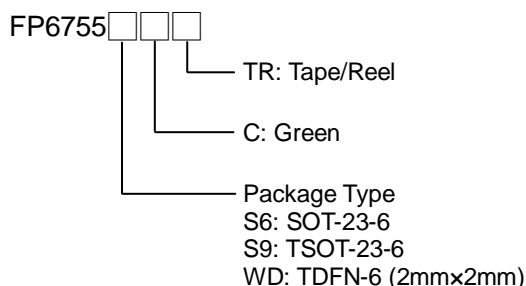 FP6755
TR: Tape/Reel
C: Green
Package Type
S6: SOT-23-6
S9: TSOT-23-6
WD: TDFN-6 (2mm×2mm)